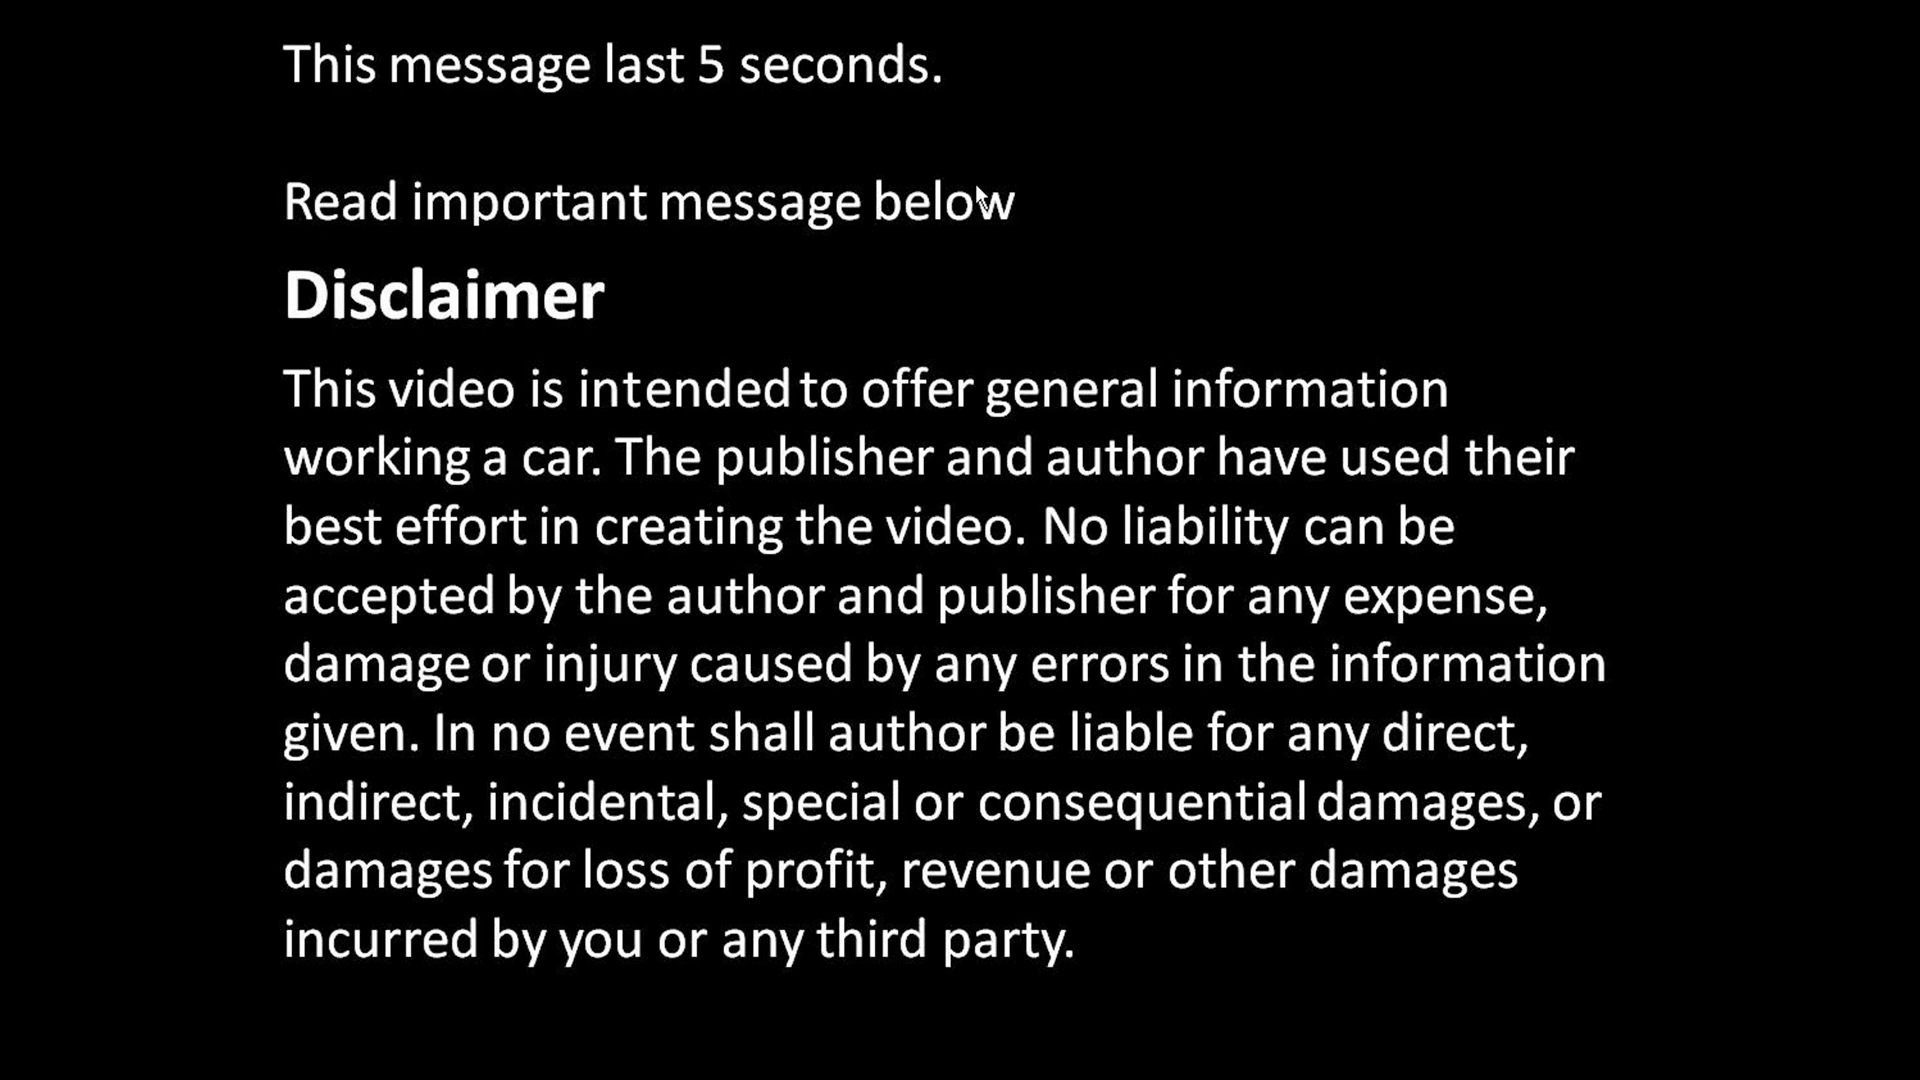 This message last 5 seconds.
Read important message below
Disclaimer
This video is intended to offer general information
working a car. The publisher and author have used their
best effort in creating the video. No liability can be
accepted by the author and publisher for any expense,
damage or injury caused by any errors in the information
given. In no event shall author be liable for any direct,
indirect, incidental, special or consequential damages, or
damages for loss of profit, revenue or other damages
incurred by you or any third party.